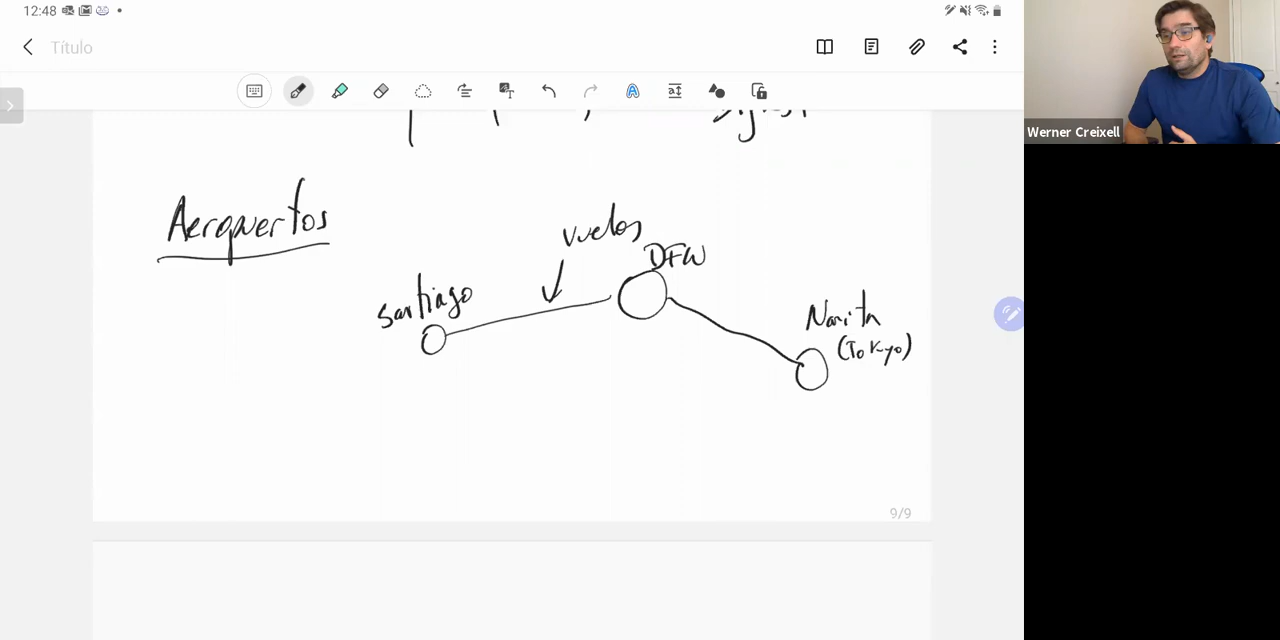 12:48
Título
Werner Creixell
Aeropuertos
vuelos
DFW
Santiago
Narita
(Tokyo)
9/9